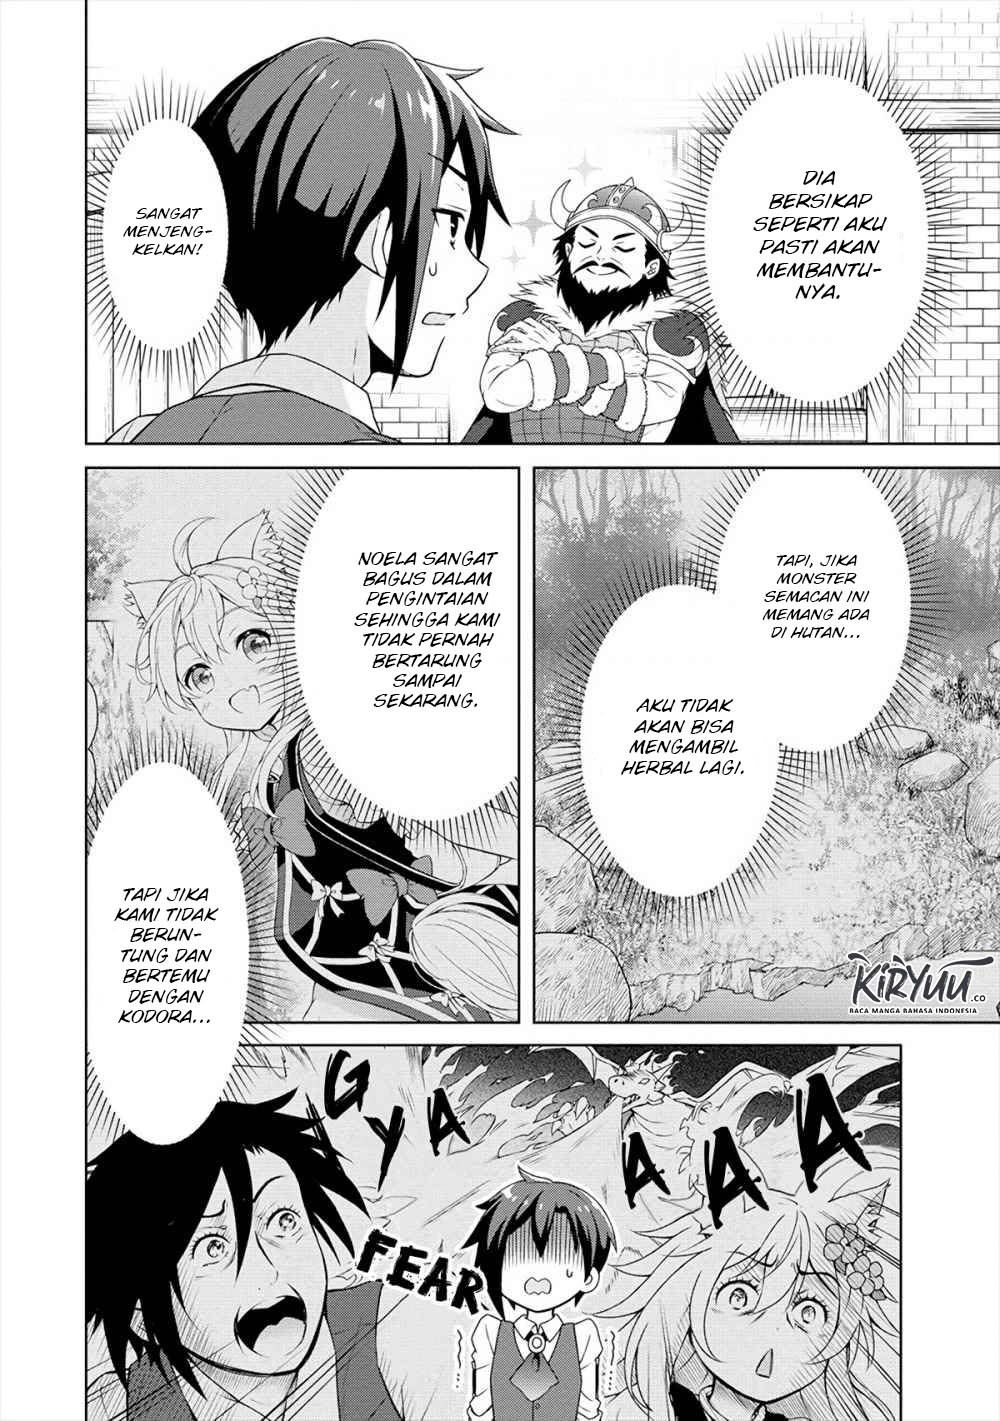 DIA
BERSIKAP
SEPERTI AKU
PASTI AKAN
MEMBANTU-
NYA.
SANGAT
MENJENG-
KELKAN!
TAPI, JIKA
MONSTER
SEMACAN INI
MEMANG ADA
DI HUTAN...
AKU TIDAK
AKAN BISA
MENGAMBIL
HERBAL LAGI.
NOELA SANGAT
BAGUS DALAM
PENGINTAIAN
SEHINGGA KAMI
TIDAK PERNAH
BERTARUNG
SAMPAI
SEKARANG.
TAPI JIKA
KAMI TIDAK
BERUN-
TUNG DAN
BERTEMU
DENGAN
KODORA...
KIRYUU.CO
BACA MANGA BAHASA INDONESIA
GYAAAA
FEAR